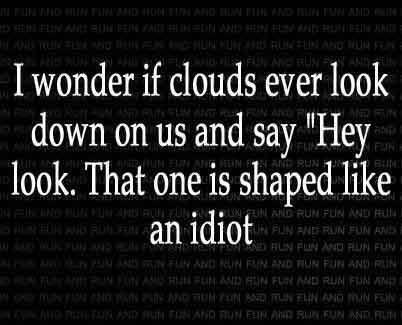 I wonder if clouds ever look
down on us and say "Hey
look. That one is shaped like
an idiot